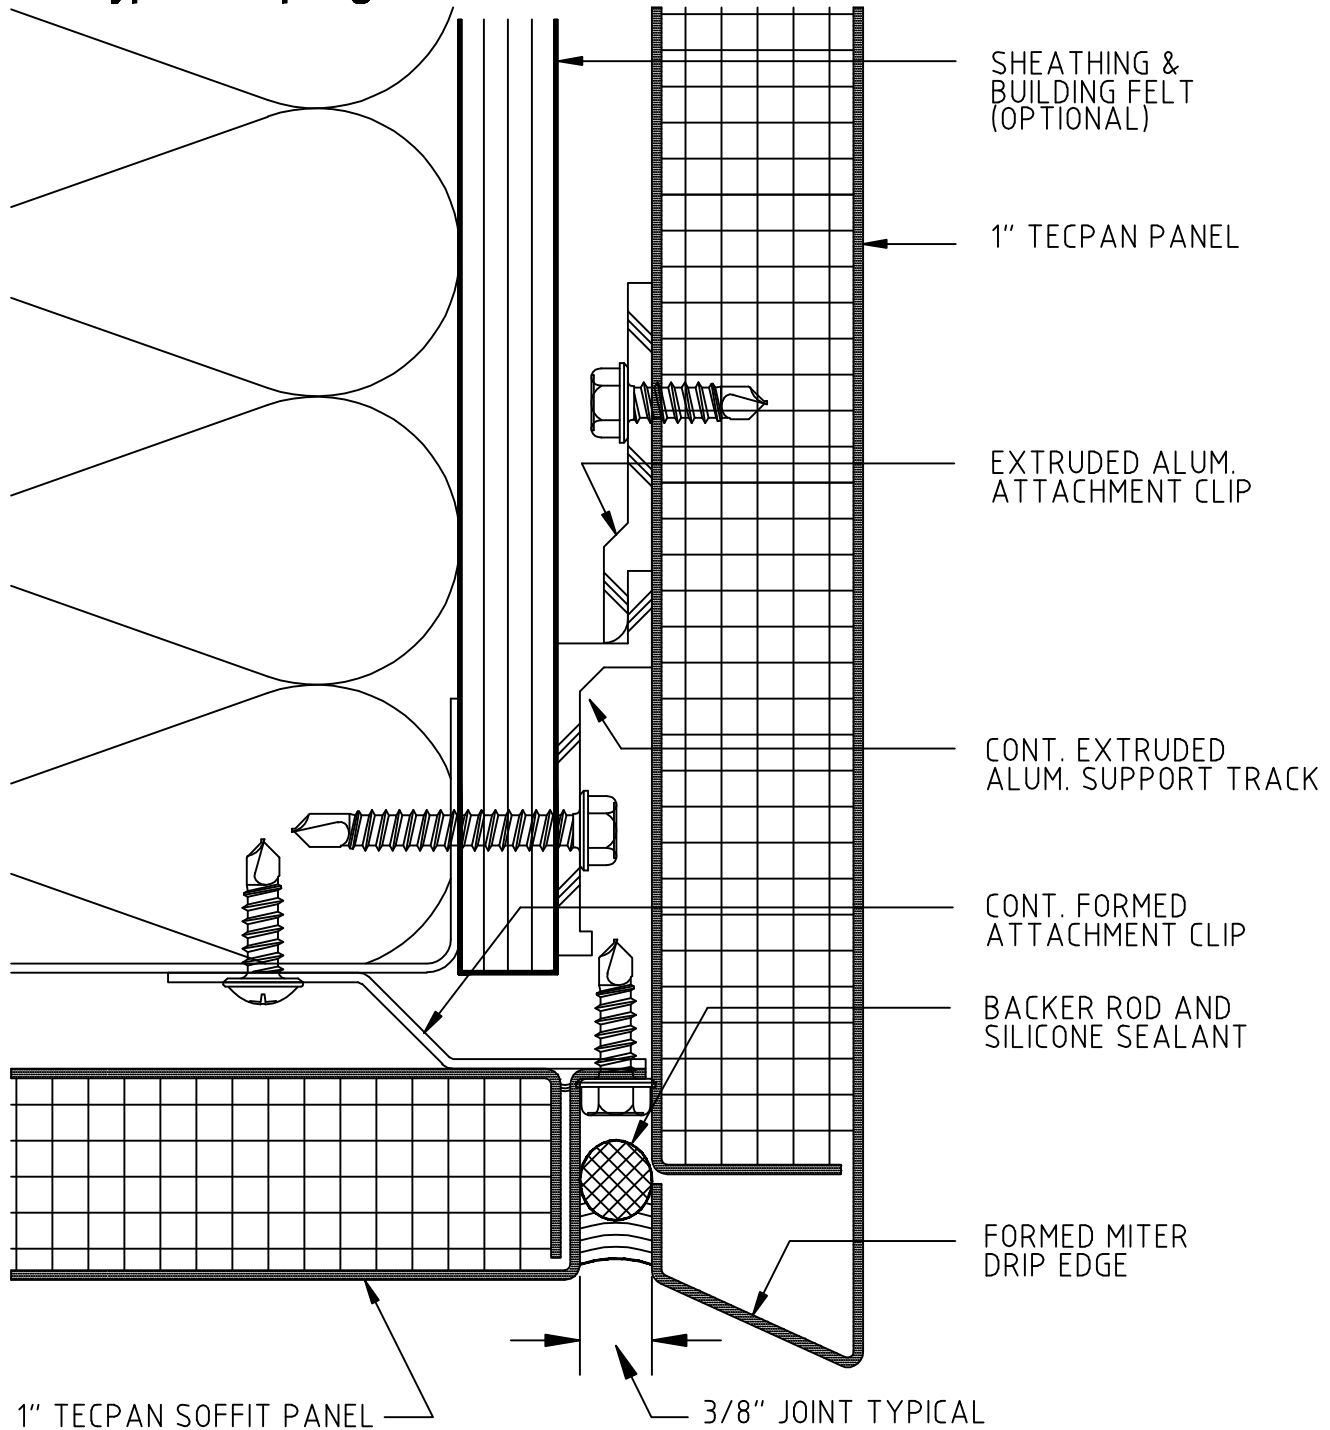 SHEATHING &
BUILDING FELT
(OPTIONAL)
1" TECPAN PANEL
EXTRUDED ALUM.
ATTACHMENT CLIP
CONT. EXTRUDED
ALUM. SUPPORT TRACK
CONT. FORMED
ATTACHMENT CLIP
BACKER ROD AND
SILICONE SEALANT
FORMED MITER
DRIP EDGE
1" TECPAN SOFFIT PANEL
3/8" JOINT TYPICAL